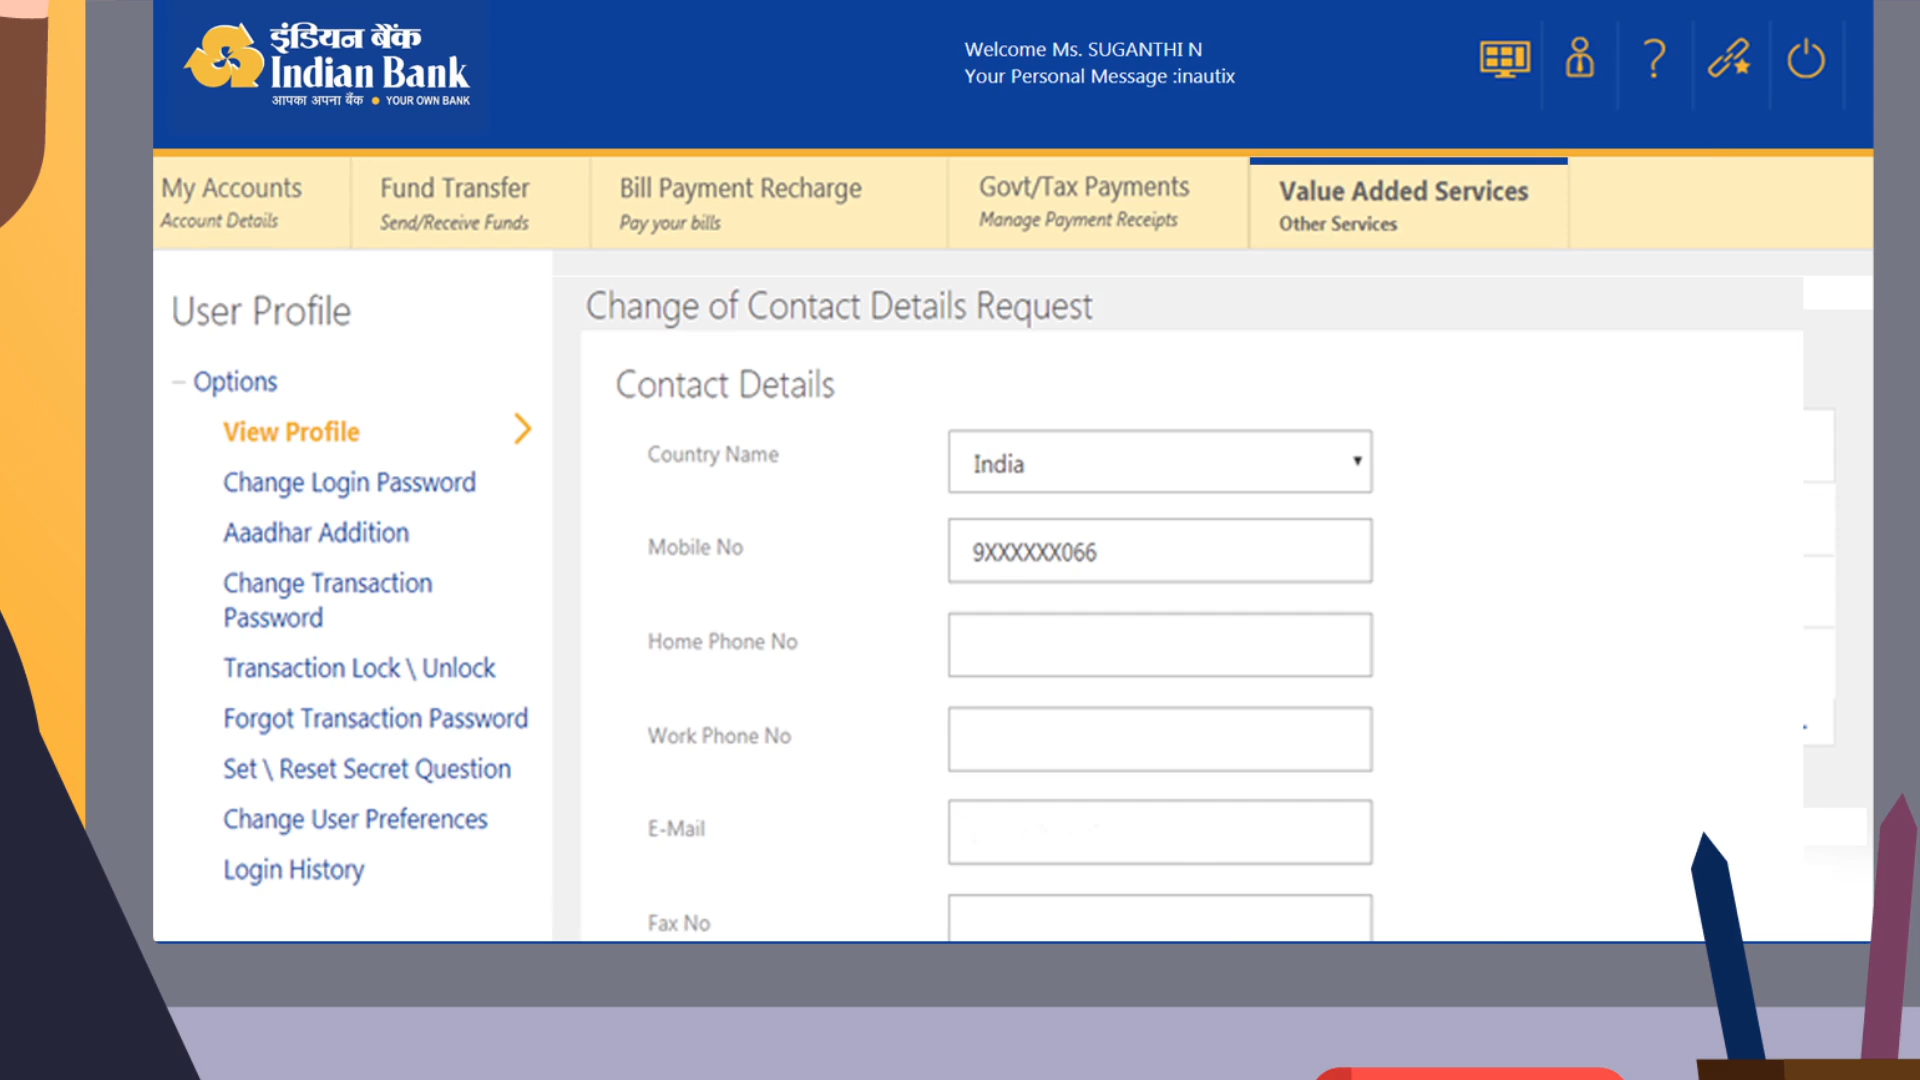 इंडियन बैंक
Indian Bank
आपका अपना बैंक • YOUR OWN BANK
Welcome Ms. SUGANTHI N
Your Personal Message :inautix
?
My Accounts
Account Details
Fund Transfer
Send/Receive Funds
Bill Payment Recharge
Pay your bills
Govt/Tax Payments
Manage Payment Receipts
Value Added Services
Other Services
User Profile
Options
View Profile
Change Login Password
Aaadhar Addition
Change Transaction
Password
Transaction Lock \ Unlock
Forgot Transaction Password
Set \ Reset Secret Question
Change User Preferences
Login History
Change of Contact Details Request
Contact Details
Country Name
India
Mobile No
9XXXXXX066
Home Phone No
Work Phone No
E-Mail
Fax No